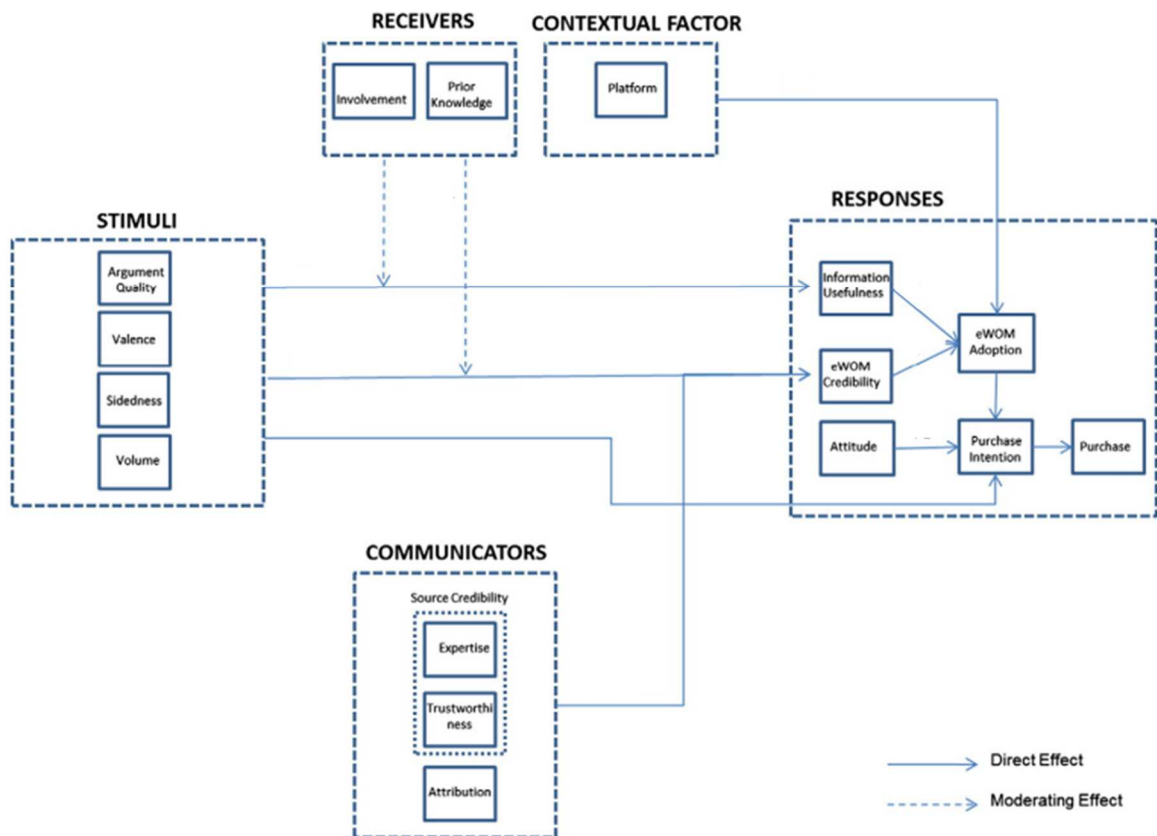 RECEIVERS
CONTEXTUAL FACTOR
Involvement
Prior
Knowledge
Platform
STIMULI
Argument
Quality
Valence
Sidedness
Volume
RESPONSES
Information
Usefulness
eWOM
Credibility
Attitude
eWOM
Adoption
Purchase
Intention
Purchase
COMMUNICATORS
Source Credibility
Expertise
Trustworthi
ness
Attribution
Direct Effect
Moderating Effect